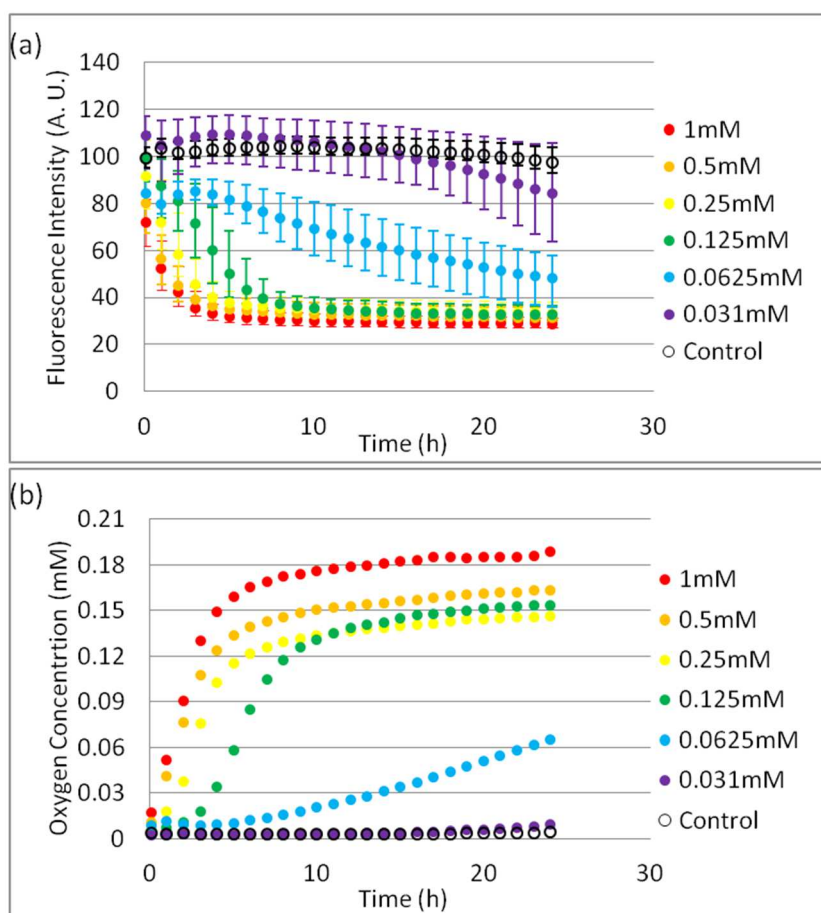 (a)
Fluorescence Intensity (A. U.)
140
120
100
80
60
40
20
0
0
10
20
30
Time (h)
1mM
0.5mM
0.25mM
0.125mM
0.0625mM
0.031mM
Control
(b)
Oxygen Concentrtion (mM)
0.21
0.18
0.15
0.12
0.09
0.06
0.03
0
0
10
20
30
Time (h)
1mM
0.5mM
0.25mM
0.125mM
0.0625mM
0.031mM
Control